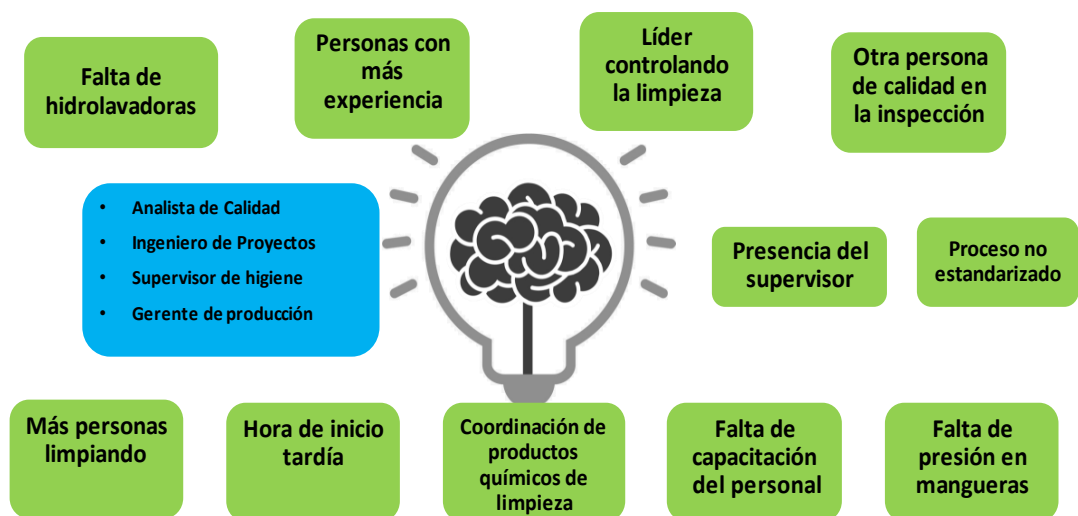 Falta de
hidrolavadoras
Personas con
más
experiencia
Líder
controlando
la limpieza
Otra persona
de calidad en
la inspección
• Analista de Calidad
• Ingeniero de Proyectos
• Supervisor de higiene
• Gerente de producción
Presencia del
supervisor
Proceso no
estandarizado
Más personas
limpiando
Hora de inicio
tardía
Coordinación de
productos
químicos de
limpieza
Falta de
capacitación
del personal
Falta de
presión en
mangueras